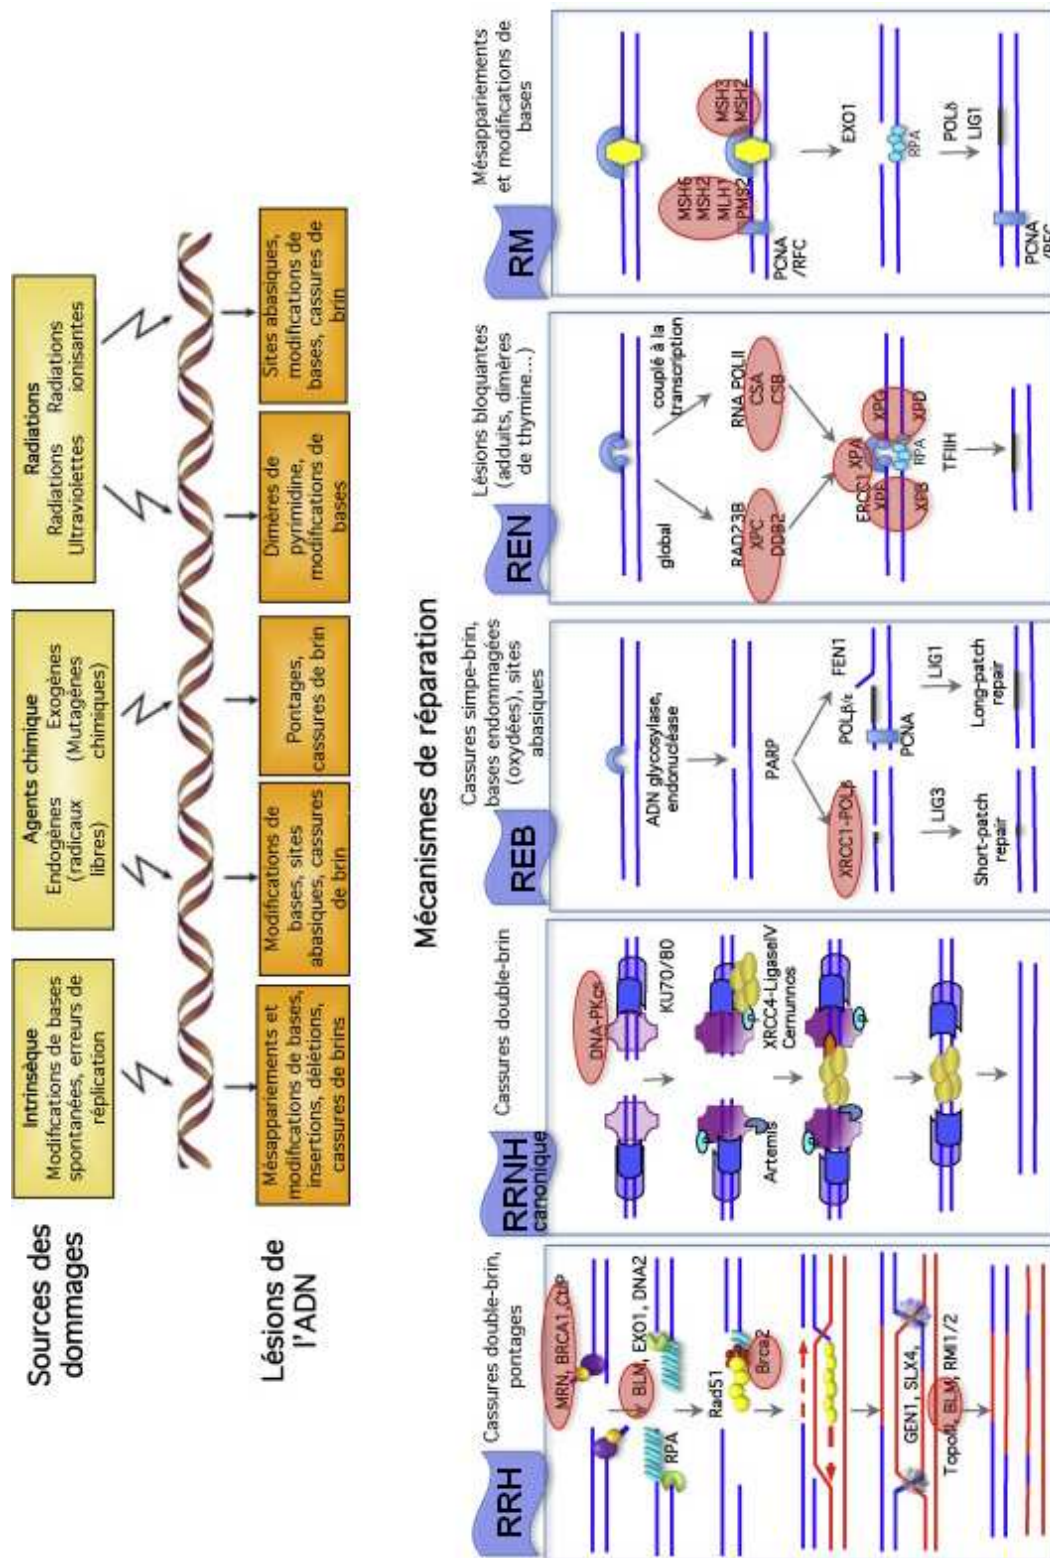 Sources des
dommages
Intrinsèque
Modifications de bases
spontanées, erreurs de
réplication
Agents chimique
Endogènes
(radicaux
libres)
Exogènes
(Mutagènes
chimiques)
Radiations
Radiations
Ultraviolettes
Radiations
ionisantes
Lésions de
l'ADN
Mésappariements et
modifications de bases,
insertions, délétions,
cassures de brins
Modifications de
bases, sites
abasiques, cassures
de brin
Pontages,
cassures de brin
Dimères de
pyrimidine,
modifications de
bases
Sites abasiques,
modifications de
bases, cassures de
brin
Mécanismes de réparation
RRH
Cassures double-brin,
pontages
MRN, BRCA1, CtIP
BLM, EXO1, DNA2
RPA
Rad51
Brca2
GEN1, SLX4,
BLM, RMI1/2
RRNH
canonique
Cassures double-brin
DNA-PKcs
KU70/80
P
P
Artemis
XRCC4-LigaseIV
Cernunnos
P
P
REB
Cassures simpe-brin,
bases endomagées
(oxydées), sites
abasiques
ADN glycosylase,
endonucléase
PARP
XRCC1-POLβ
POLβ/ε
FEN1
PCNA
LIG3
LIG1
Short-patch
repair
Long-patch
repair
REN
Lésions bloquantes
(adduits, dimères
de thymine...)
global
couplé à la
transcription
RAD23B
XPC
DDB2
RNA POLII
CSA
CSB
ERCC1
XPF
XPA
XPG
XPB
RPA
XPD
TFIIH
RM
Mésappariements
et modifications de
bases
MSH6
MSH2
MLH1
PMS2
MSH3
MSH2
PCNA
/RFC
EXO1
RPA
POLδ
LIG1
PCNA
/RFC